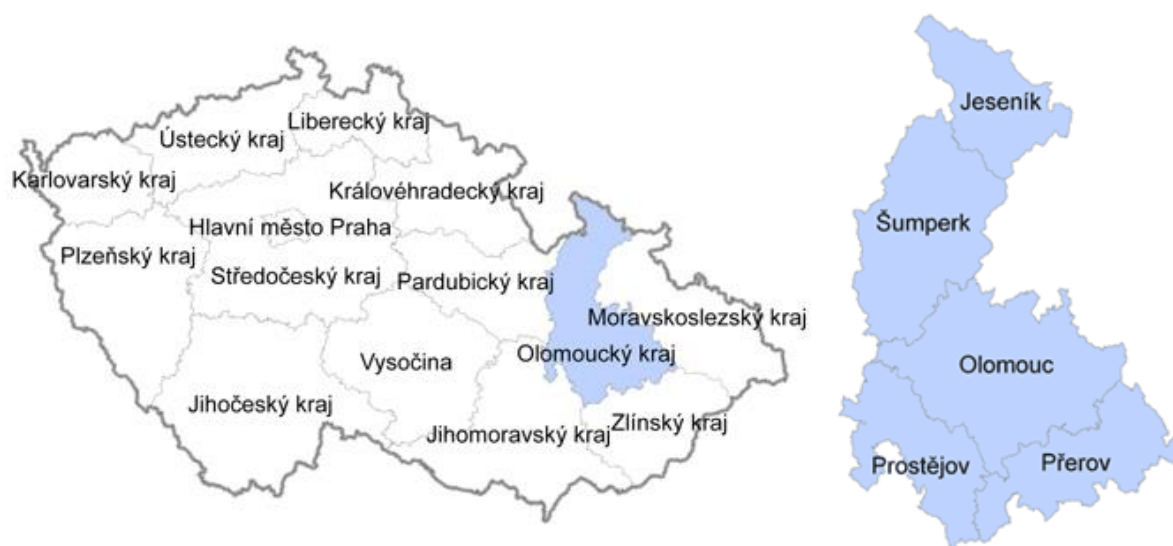 Liberecký kraj
Ústecký kraj
Karlovarský kraj
Královéhradecký kraj
Hlavní město Praha
Plzeňský kraj
Středočeský kraj
Pardubický kraj
Moravskoslezský kraj
Vysočina
Olomoucký kraj
Jihočeský kraj
Jihomoravský kraj
Zlínský kraj
Jeseník
Šumperk
Olomouc
Prostějov
Přerov